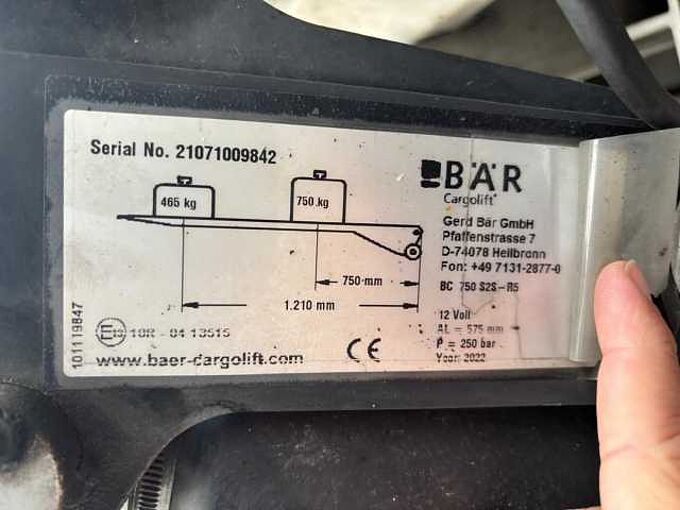 Serial No. 21071009842
465 kg
750 kg
750 mm
1.210 mm
BÄR
Cargolift®
Gerd Bär GmbH
Pfaffenstrasse 7
D-74078 Heilbronn
Fon: +49 7131-2877-0
BC 750 S2S-R5
12 Volt
AL = 575 mm
P = 250 bar
Year: 2022
10R - 04 13515
www.baer-cargolift.com
CE
101119847